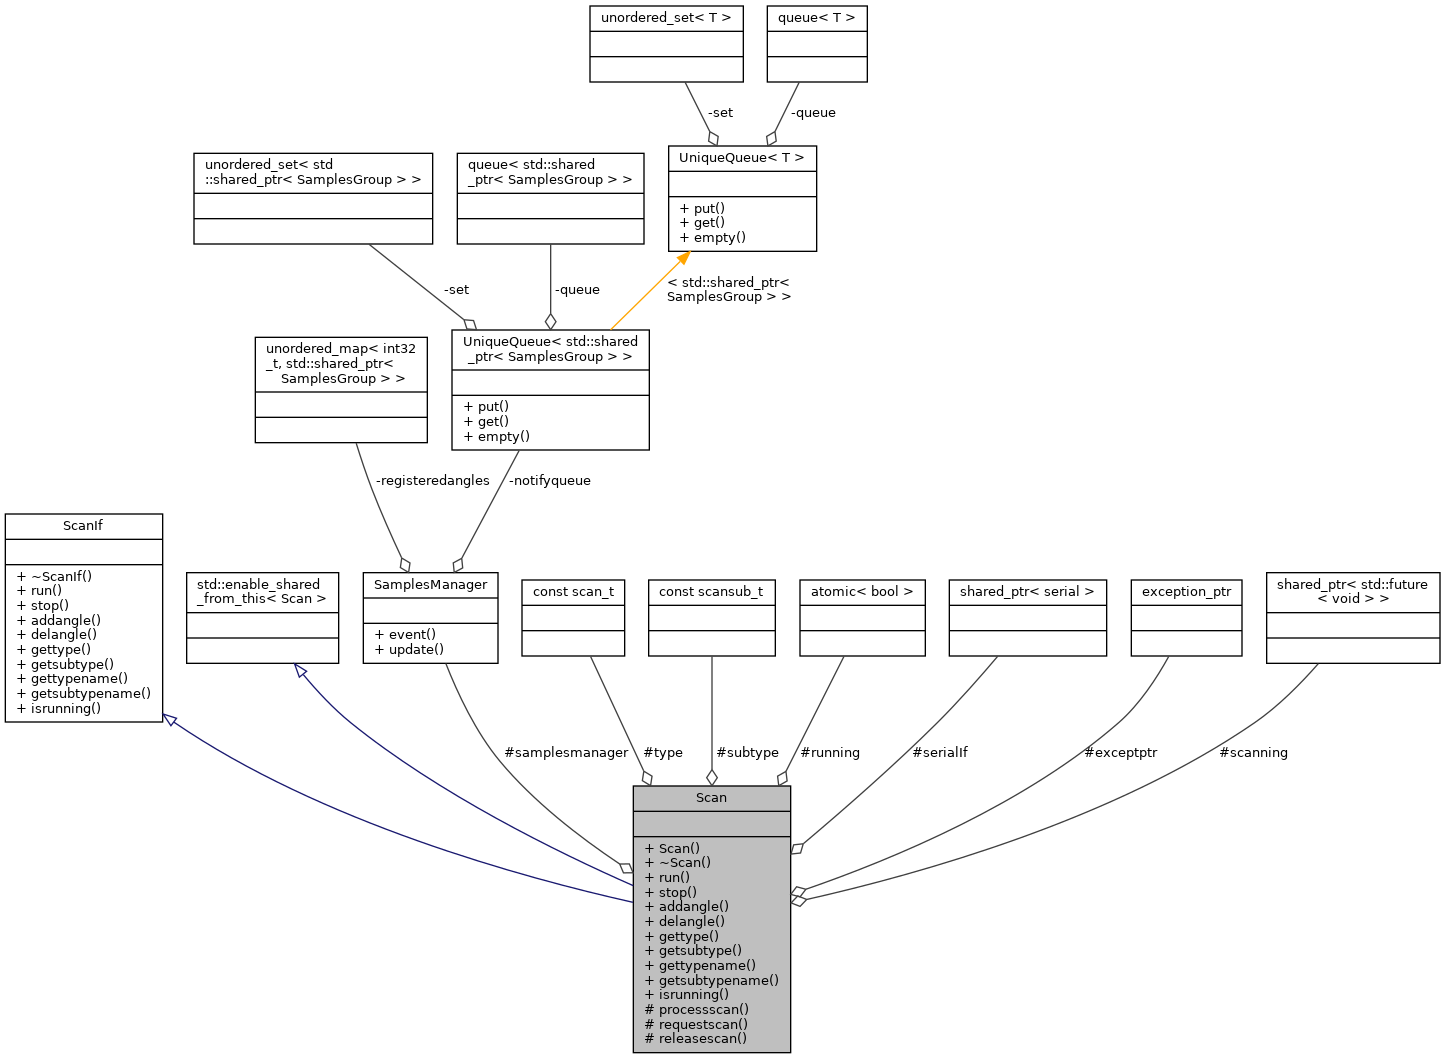 unordered_set< T >
queue< T >
-set
-queue
UniqueQueue< T >
+ put()
+ get()
+ empty()
unordered_set< std
::shared_ptr< SamplesGroup > >
queue< std::shared
_ptr< SamplesGroup > >
-set
-queue
< std::shared_ptr<
SamplesGroup > >
unordered_map< int32
_t, std::shared_ptr<
SamplesGroup > >
UniqueQueue< std::shared
_ptr< SamplesGroup > >
+ put()
+ get()
+ empty()
-registeredangles
-notifyqueue
ScanIf
+ ~ScanIf()
+ run()
+ stop()
+ addangle()
+ delangle()
+ gettype()
+ getsubtype()
+ gettypename()
+ getsubtypename()
+ isrunning()
std::enable_shared
_from_this< Scan >
SamplesManager
+ event()
+ update()
const scan_t
const scansub_t
atomic< bool >
shared_ptr< serial >
exception_ptr
shared_ptr< std::future
< void > >
#samplesmanager
#type
#subtype
#running
#serialIf
#exceptptr
#scanning
Scan
+ Scan()
+ ~Scan()
+ run()
+ stop()
+ addangle()
+ delangle()
+ gettype()
+ getsubtype()
+ gettypename()
+ getsubtypename()
+ isrunning()
# processscan()
# requestscan()
# releasescan()